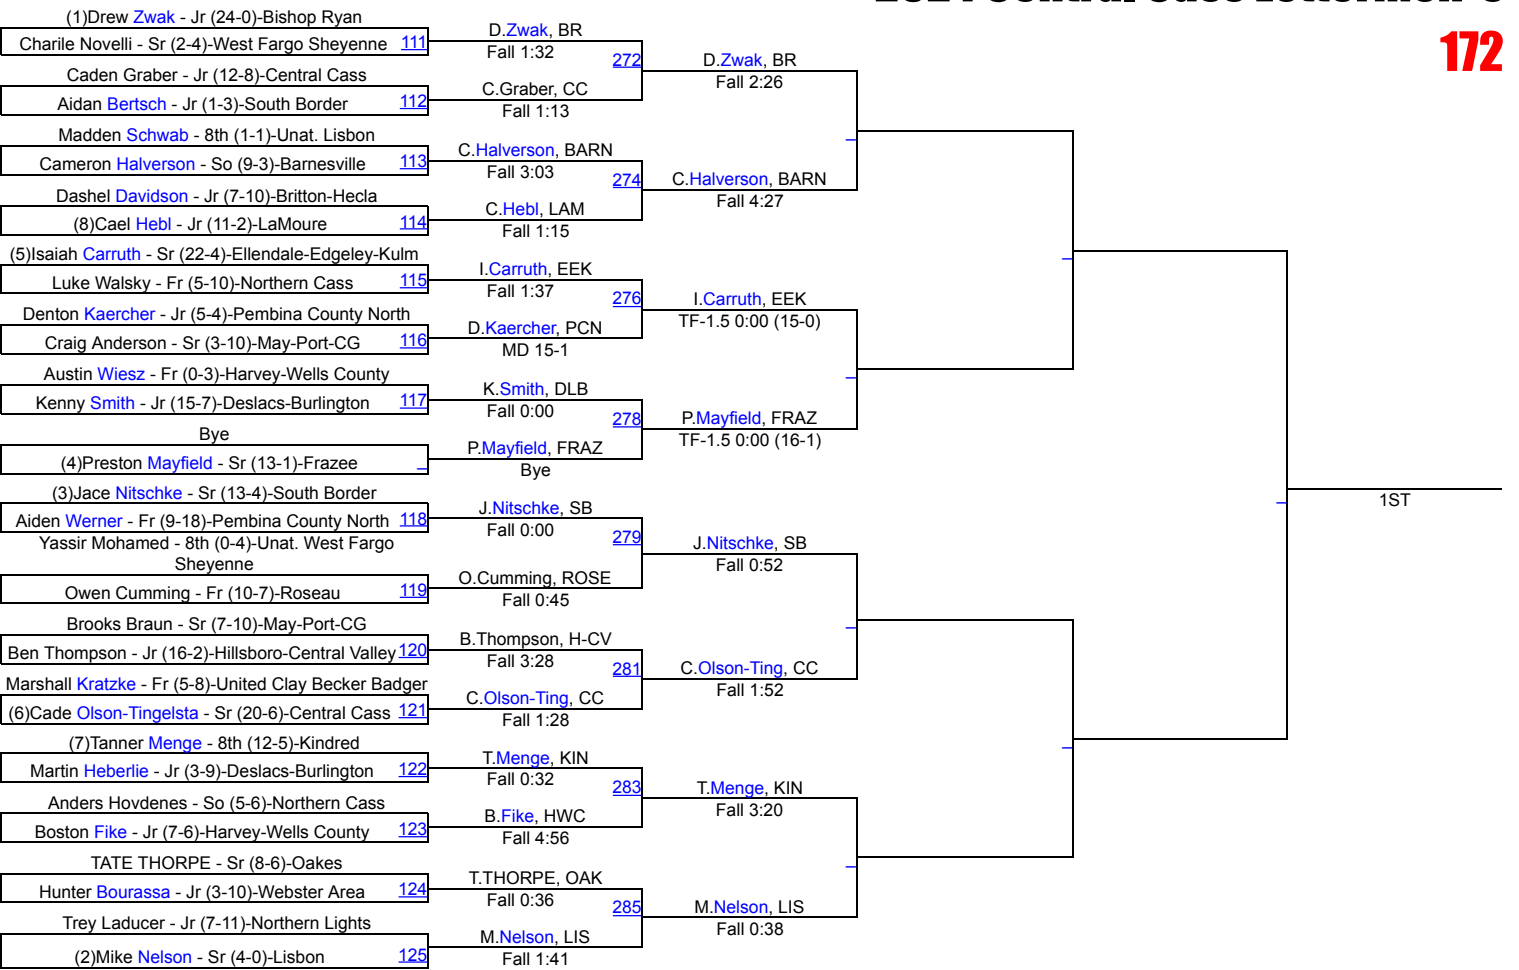 172
(1)Drew Zwak - Jr (24-0)-Bishop Ryan
Charile Novelli - Sr (2-4)-West Fargo Sheyenne 111
Caden Graber - Jr (12-8)-Central Cass
Aidan Bertsch - Jr (1-3)-South Border 112
Madden Schwab - 8th (1-1)-Unat. Lisbon
Cameron Halverson - So (9-3)-Barnesville 113
Dashel Davidson - Jr (7-10)-Britton-Hecla
(8)Cael Hebl - Jr (11-2)-LaMoure 114
(5)Isaiah Carruth - Sr (22-4)-Ellendale-Edgeley-Kulm
Luke Walsky - Fr (5-10)-Northern Cass 115
Denton Kaercher - Jr (5-4)-Pembina County North
Craig Anderson - Sr (3-10)-May-Port-CG 116
Austin Wiesz - Fr (0-3)-Harvey-Wells County
Kenny Smith - Jr (15-7)-Deslacs-Burlington 117
Bye
(4)Preston Mayfield - Sr (13-1)-Frazee
(3)Jace Nitschke - Sr (13-4)-South Border
Aiden Werner - Fr (9-18)-Pembina County North 118
Yassir Mohamed - 8th (0-4)-Unat. West Fargo
Sheyenne
Owen Cumming - Fr (10-7)-Roseau 119
Brooks Braun - Sr (7-10)-May-Port-CG
Ben Thompson - Jr (16-2)-Hillsboro-Central Valley 120
Marshall Kratzke - Fr (5-8)-United Clay Becker Badger
(6)Cade Olson-Tingelsta - Sr (20-6)-Central Cass 121
(7)Tanner Menge - 8th (12-5)-Kindred
Martin Heberlie - Jr (3-9)-Deslacs-Burlington 122
Anders Hovdenes - So (5-6)-Northern Cass
Boston Fike - Jr (7-6)-Harvey-Wells County 123
TATE THORPE - Sr (8-6)-Oakes
Hunter Bourassa - Jr (3-10)-Webster Area 124
Trey Laducer - Jr (7-11)-Northern Lights
(2)Mike Nelson - Sr (4-0)-Lisbon 125
D.Zwak, BR
Fall 1:32
272
C.Graber, CC
Fall 1:13
C.Halverson, BARN
Fall 3:03
274
C.Hebl, LAM
Fall 1:15
I.Carruth, EEK
Fall 1:37
276
D.Kaercher, PCN
MD 15-1
K.Smith, DLB
Fall 0:00
278
P.Mayfield, FRAZ
Bye
J.Nitschke, SB
Fall 0:00
279
O.Cumming, ROSE
Fall 0:45
B.Thompson, H-CV
Fall 3:28
281
C.Olson-Ting, CC
Fall 1:28
T.Menge, KIN
Fall 0:32
283
B.Fike, HWC
Fall 4:56
T.THORPE, OAK
Fall 0:36
285
M.Nelson, LIS
Fall 1:41
D.Zwak, BR
Fall 2:26
C.Halverson, BARN
Fall 4:27
I.Carruth, EEK
TF-1.5 0:00 (15-0)
P.Mayfield, FRAZ
TF-1.5 0:00 (16-1)
J.Nitschke, SB
Fall 0:52
C.Olson-Ting, CC
Fall 1:52
T.Menge, KIN
Fall 3:20
M.Nelson, LIS
Fall 0:38
1ST